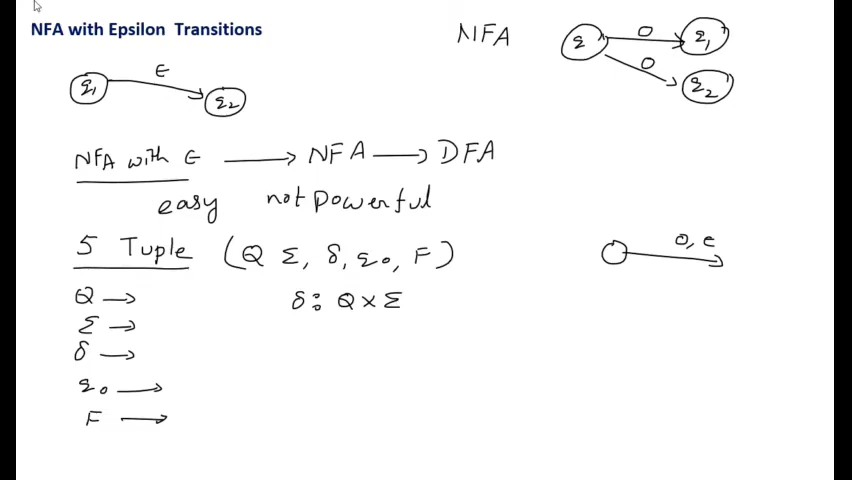 NFA with Epsilon Transitions
NFA
q 0 q1
0 q2
q1 ε q2
NFA with ε → NFA → DFA
easy not powerful
5 Tuple (Q Σ, δ, q0, F)
0, ε
Q →
δ: Q × Σ
Σ →
δ →
q0 →
F →